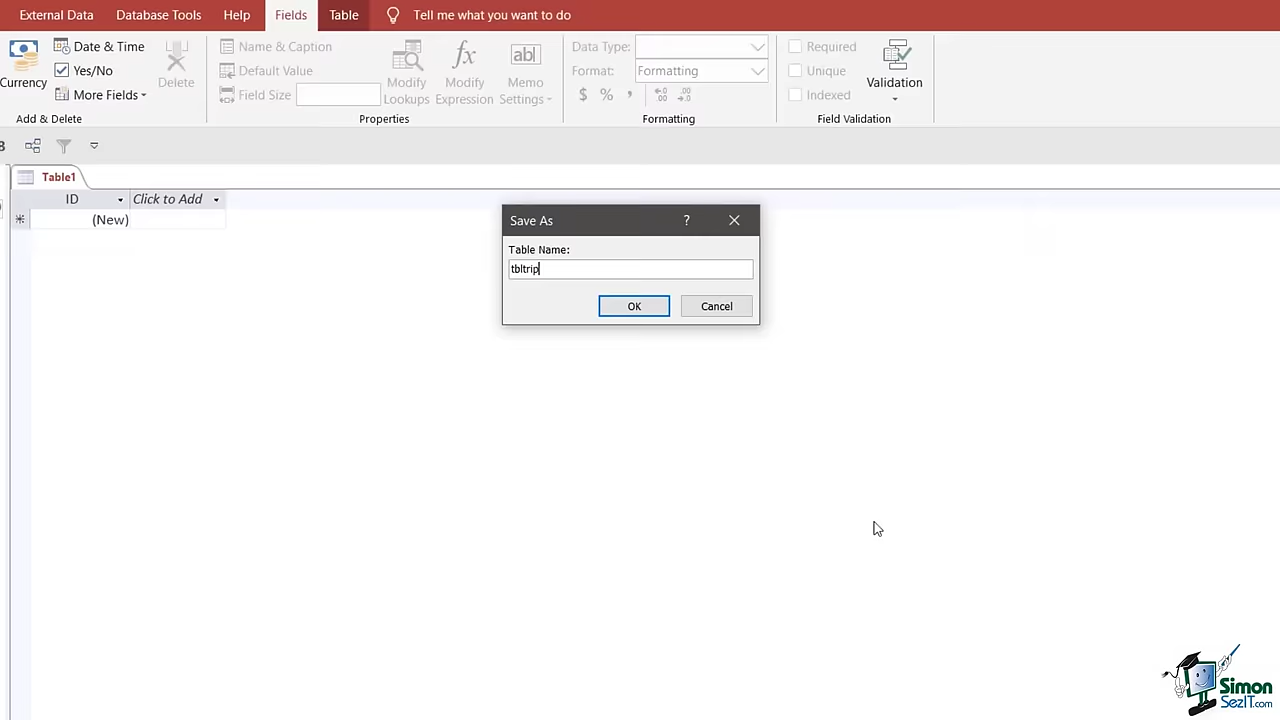 External Data Database Tools Help Fields Table Tell me what you want to do
Currency
Date & Time
Yes/No
More Fields
Delete
Add & Delete
Name & Caption
Default Value
Field Size
Modify
Lookups
fx
Modify
Expression
ab|
Memo
Settings
Properties
Data Type:
Format: Formatting
$ % ,
Formatting
Required
Unique
Indexed
Validation
Field Validation
Table1
ID Click to Add
* (New)
Save As ?
Table Name:
tbltrip
OK Cancel
Simon
SezIT.com